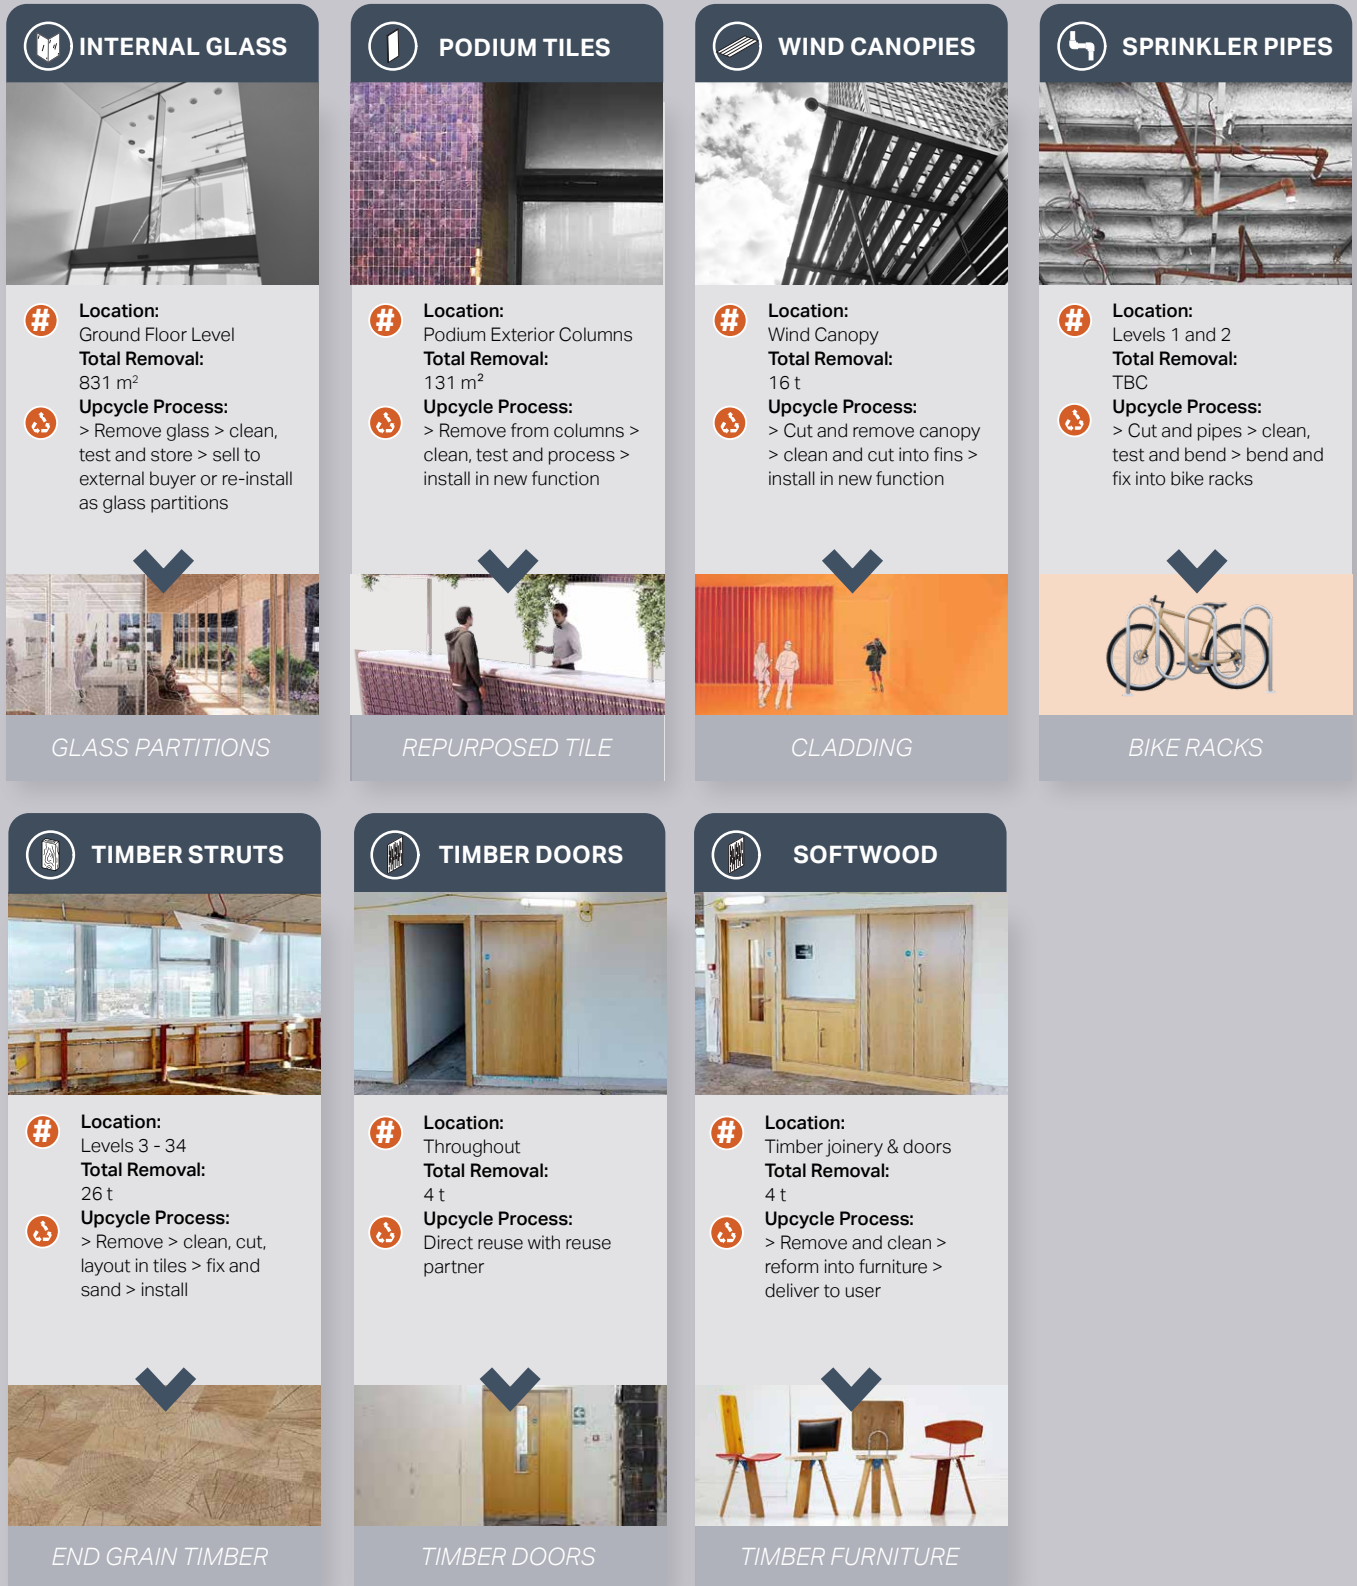 INTERNAL GLASS
Location:
Ground Floor Level
Total Removal:
831 m²
Upcycle Process:
> Remove glass > clean,
test and store > sell to
external buyer or re-install
as glass partitions
GLASS PARTITIONS
PODIUM TILES
Location:
Podium Exterior Columns
Total Removal:
131 m²
Upcycle Process:
> Remove from columns >
clean, test and process >
install in new function
REPURPOSED TILE
WIND CANOPIES
Location:
Wind Canopy
Total Removal:
16 t
Upcycle Process:
> Cut and remove canopy
> clean and cut into fins >
install in new function
CLADDING
SPRINKLER PIPES
Location:
Levels 1 and 2
Total Removal:
TBC
Upcycle Process:
> Cut and pipes > clean,
test and bend > bend and
fix into bike racks
BIKE RACKS
TIMBER STRUTS
Location:
Levels 3 - 34
Total Removal:
26 t
Upcycle Process:
> Remove > clean, cut,
layout in tiles > fix and
sand > install
END GRAIN TIMBER
TIMBER DOORS
Location:
Throughout
Total Removal:
4 t
Upcycle Process:
Direct reuse with reuse
partner
TIMBER DOORS
SOFTWOOD
Location:
Timber joinery & doors
Total Removal:
4 t
Upcycle Process:
> Remove and clean >
reform into furniture >
deliver to user
TIMBER FURNITURE